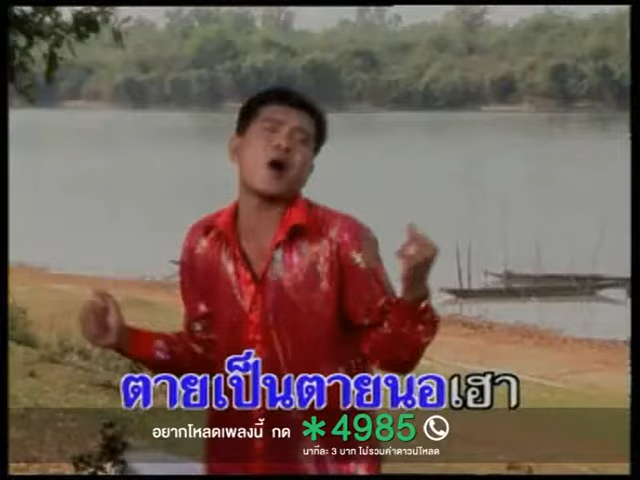 ตายเป็นตายนอเฮา
อยากโหลดเพลงนี้ กด *4985
นาทีละ 3 บาท ไม่รวมค่าดาวน์โหลด